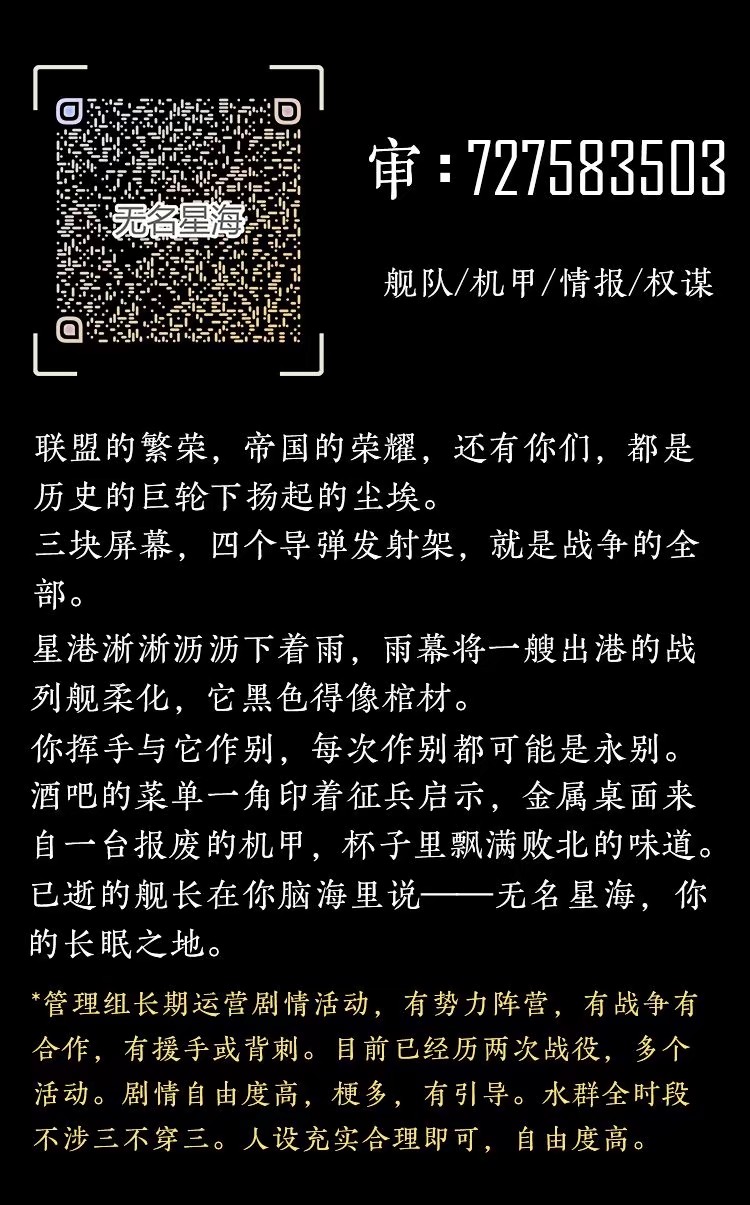 无名星海
审：727583503
舰队/机甲/情报/权谋
联盟的繁荣，帝国的荣耀，还有你们，都是
历史的巨轮下扬起的尘埃。
三块屏幕，四个导弹发射架，就是战争的全
部。
星港淅淅沥沥下着雨，雨幕将一艘出港的战
列舰柔化，它黑色得像棺材。
你挥手与它作别，每次作别都可能是永别。
酒吧的菜单一角印着征兵启示，金属桌面来
自一台报废的机甲，杯子里飘满败北的味道。
已逝的舰长在你脑海里说——无名星海，你
的长眠之地。
*管理组长期运营剧情活动，有势力阵营，有战争有
合作，有援手或背刺。目前已经历两次战役，多个
活动。剧情自由度高，梗多，有引导。水群全时段
不涉三不穿三。人设充实合理即可，自由度高。